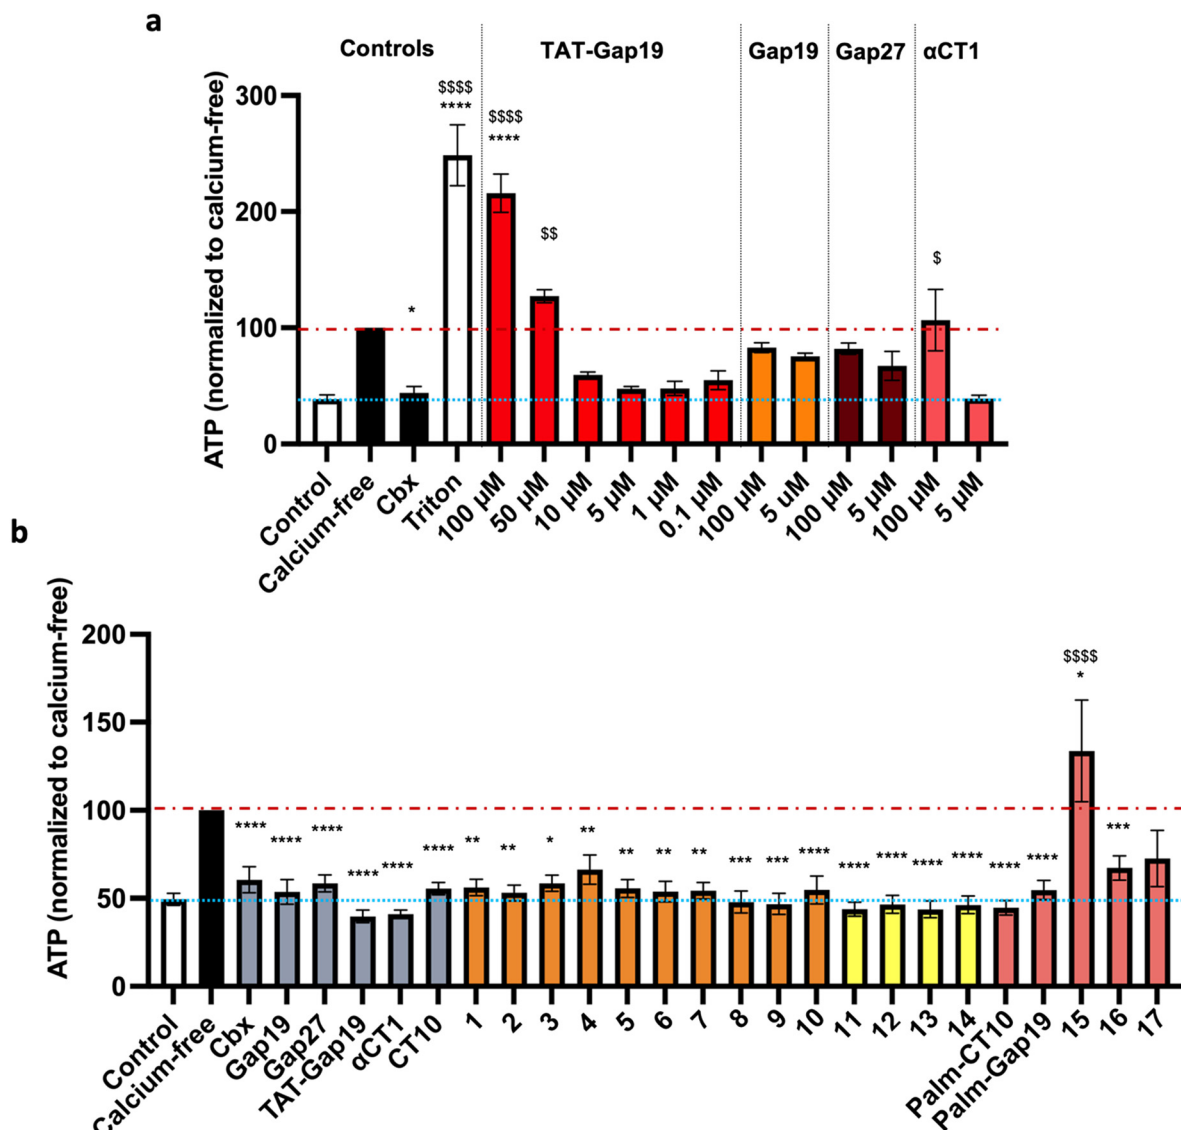 a
Controls TAT-Gap19 Gap19 Gap27 αCT1
ATP (normalized to calcium-free)
300
200
100
0
$$$$
****
$$$$
****
$$
*
$
Control Calcium-free Cbx Triton 100 µM 50 µM 10 µM 5 µM 1 µM 0.1 µM 100 µM 5 uM 100 µM 5 µM 100 µM 5 µM
b
ATP (normalized to calcium-free)
200
150
100
50
0
$$$$
*
**** **** **** **** **** **** ** ** * ** ** ** ** *** *** **** **** **** **** **** **** **** ***
Control Calcium-free Cbx Gap19 Gap27 TAT-Gap19 αCT1 CT10 1 2 3 4 5 6 7 8 9 10 11 12 13 14 Palm-CT10 Palm-Gap19 15 16 17